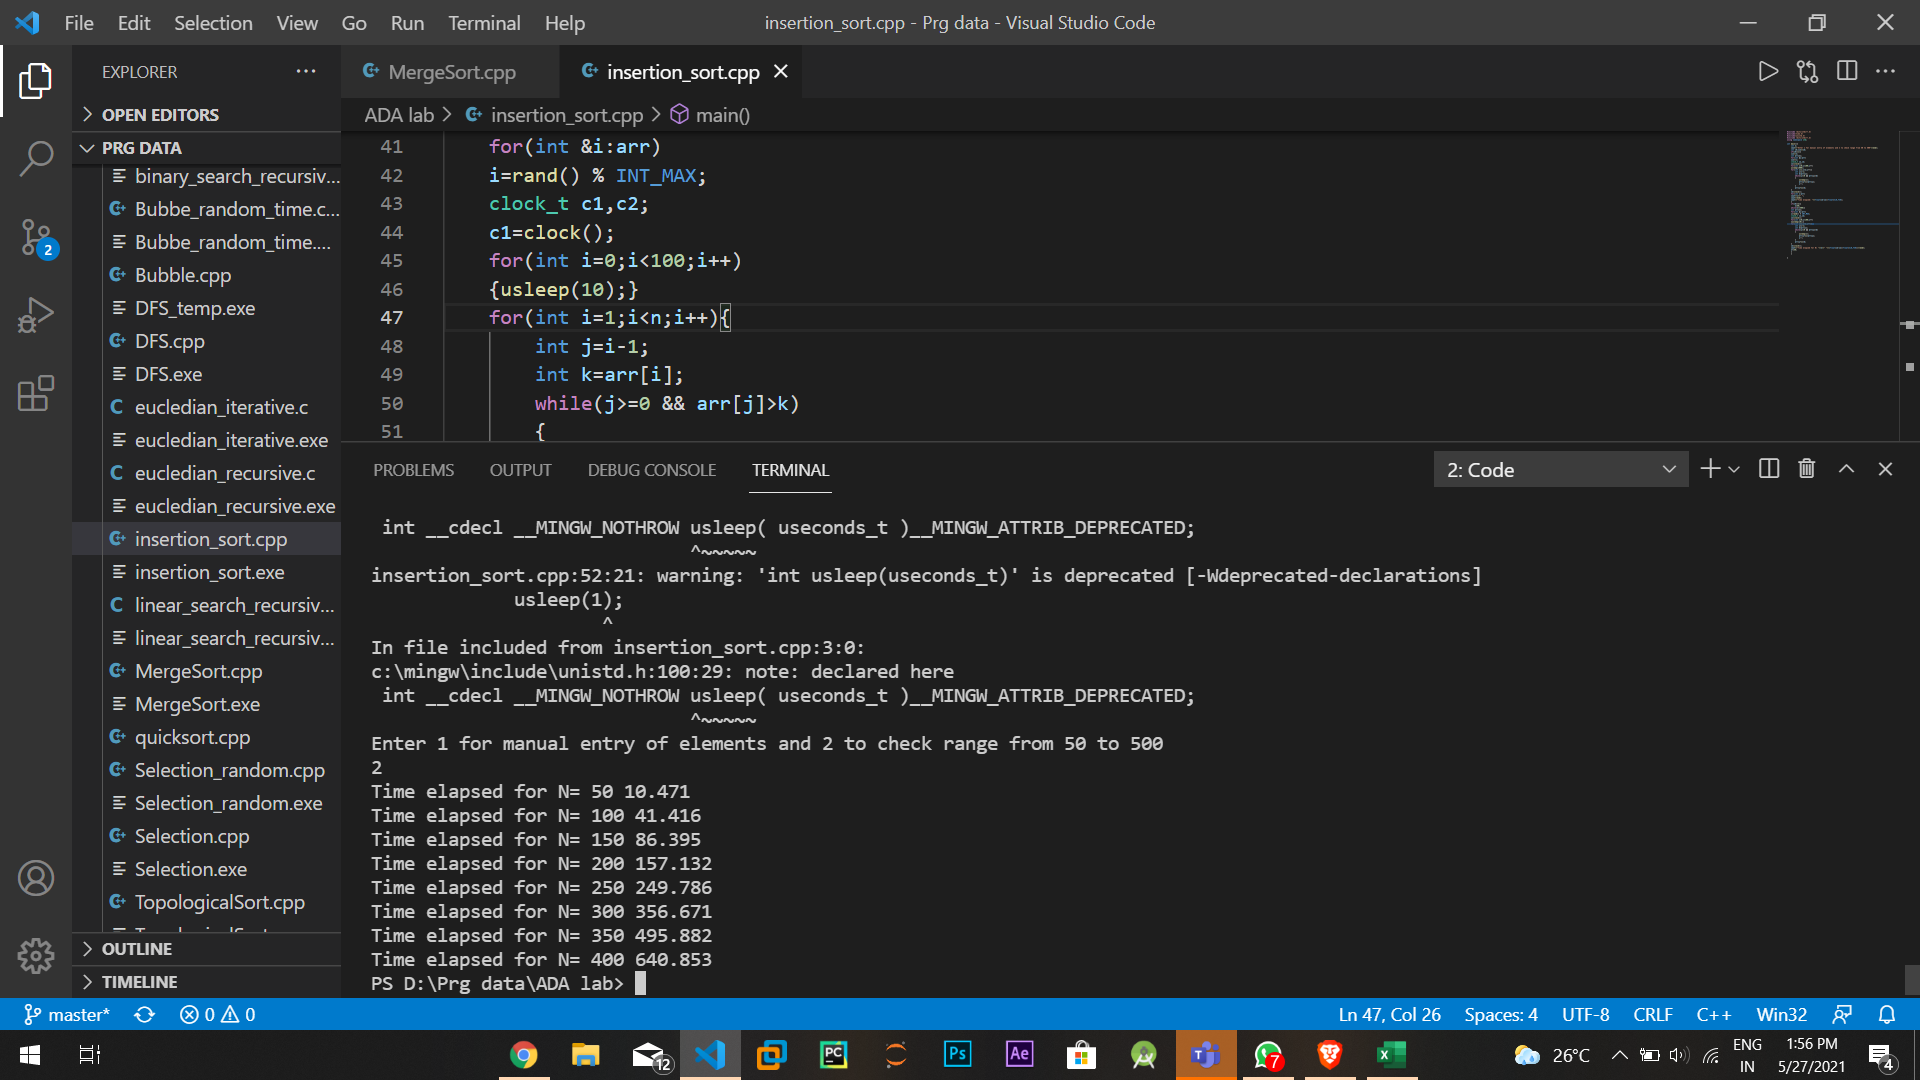 File Edit Selection View Go Run Terminal Help
insertion_sort.cpp - Prg data - Visual Studio Code
EXPLORER
OPEN EDITORS
PRG DATA
binary_search_recursiv...
Bubbe_random_time.c...
Bubbe_random_time....
Bubble.cpp
DFS_temp.exe
DFS.cpp
DFS.exe
eucledian_iterative.c
eucledian_iterative.exe
eucledian_recursive.c
eucledian_recursive.exe
insertion_sort.cpp
insertion_sort.exe
linear_search_recursiv...
linear_search_recursiv...
MergeSort.cpp
MergeSort.exe
quicksort.cpp
Selection_random.cpp
Selection_random.exe
Selection.cpp
Selection.exe
TopologicalSort.cpp
OUTLINE
TIMELINE
2
MergeSort.cpp insertion_sort.cpp
ADA lab > insertion_sort.cpp > main()
41 for(int &i:arr)
42 i=rand() % INT_MAX;
43 clock_t c1,c2;
44 c1=clock();
45 for(int i=0;i<100;i++)
46 {usleep(10);}
47 for(int i=1;i<n;i++){
48 int j=i-1;
49 int k=arr[i];
50 while(j>=0 && arr[j]>k)
51 {
PROBLEMS OUTPUT DEBUG CONSOLE TERMINAL
2: Code
int __cdecl __MINGW_NOTHROW usleep( useconds_t )__MINGW_ATTRIB_DEPRECATED;
^~~~~~
insertion_sort.cpp:52:21: warning: 'int usleep(useconds_t)' is deprecated [-Wdeprecated-declarations]
usleep(1);
^
In file included from insertion_sort.cpp:3:0:
c:\mingw\include\unistd.h:100:29: note: declared here
int __cdecl __MINGW_NOTHROW usleep( useconds_t )__MINGW_ATTRIB_DEPRECATED;
^~~~~~
Enter 1 for manual entry of elements and 2 to check range from 50 to 500
2
Time elapsed for N= 50 10.471
Time elapsed for N= 100 41.416
Time elapsed for N= 150 86.395
Time elapsed for N= 200 157.132
Time elapsed for N= 250 249.786
Time elapsed for N= 300 356.671
Time elapsed for N= 350 495.882
Time elapsed for N= 400 640.853
PS D:\Prg data\ADA lab>
master* 0 0 Ln 47, Col 26 Spaces: 4 UTF-8 CRLF C++ Win32
12 PC Ps Ae 7 26°C ENG IN 1:56 PM 5/27/2021 4